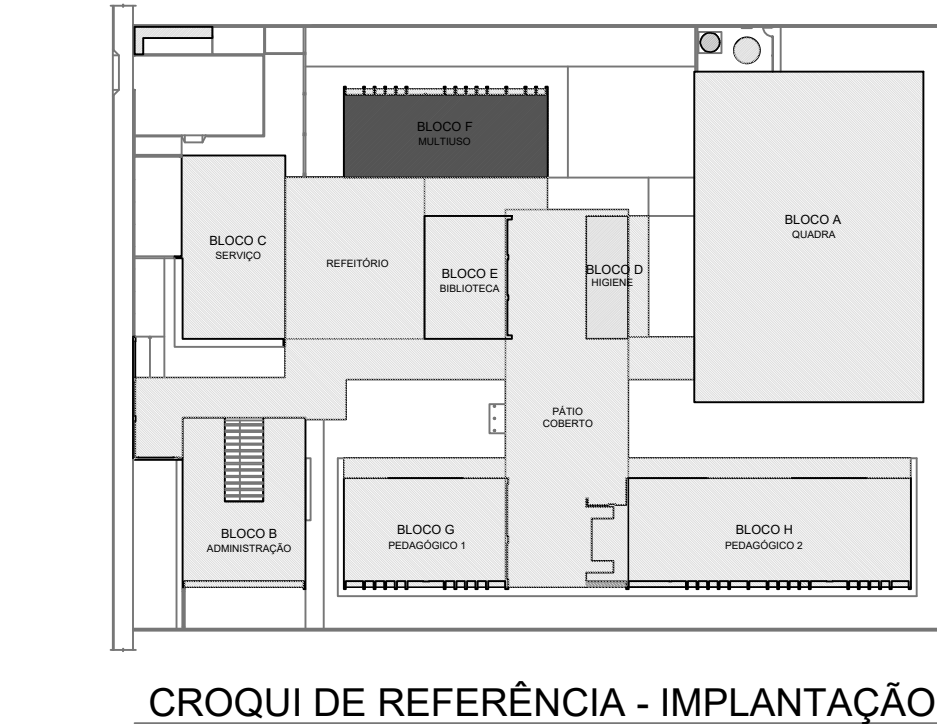 BLOCO F
MULTIUSO
BLOCO A
QUADRA
BLOCO C
SERVIÇO
REFEITÓRIO
BLOCO E
BIBLIOTECA
BLOCO D
HIGIENE
PÁTIO
COBERTO
BLOCO B
ADMINISTRAÇÃO
BLOCO G
PEDAGÓGICO 1
BLOCO H
PEDAGÓGICO 2
CROQUI DE REFERÊNCIA - IMPLANTAÇÃO